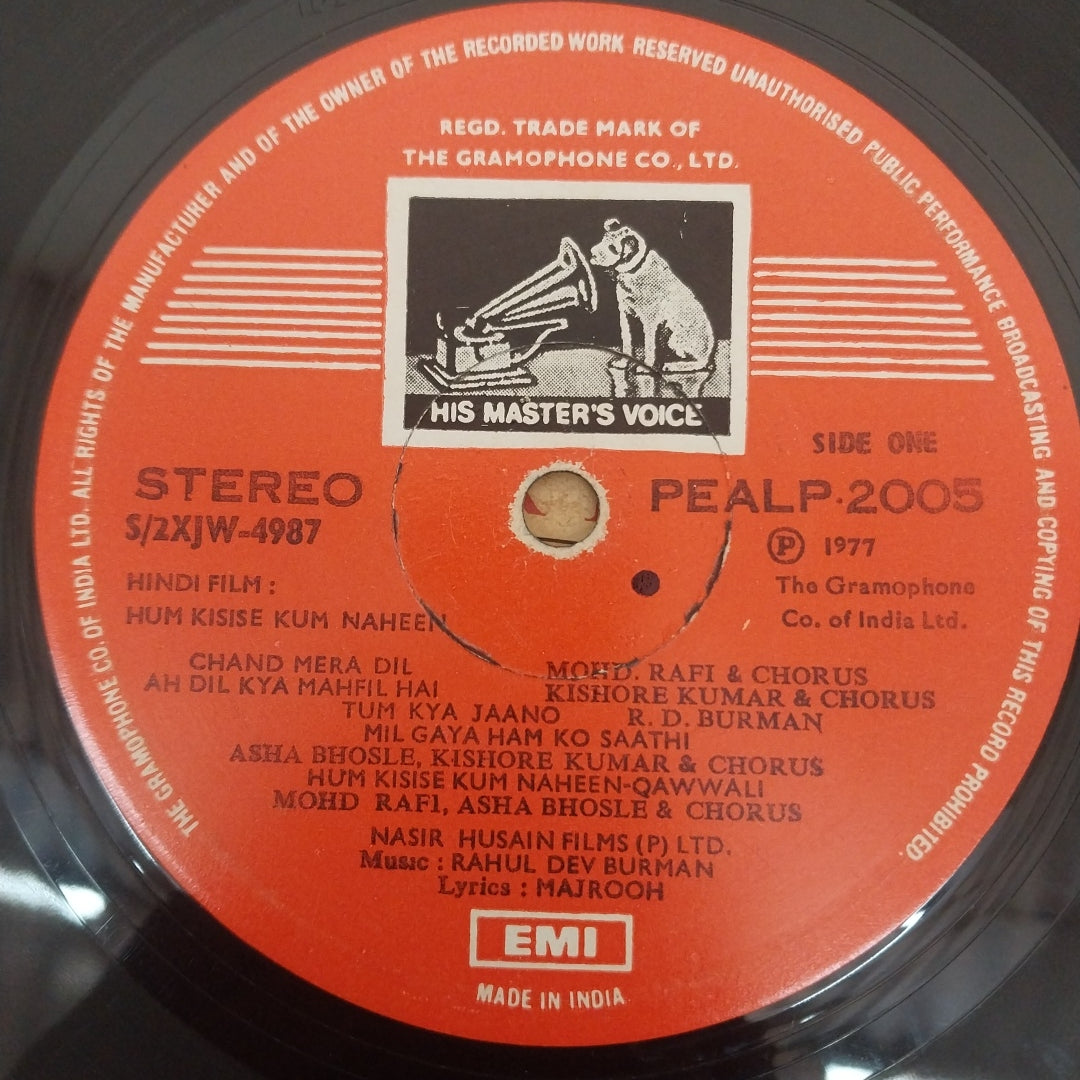 THE GRAMOPHONE CO. OF INDIA LTD. ALL RIGHTS OF THE MANUFACTURER AND OF THE OWNER OF THE RECORDED WORK RESERVED UNAUTHORISED PUBLIC PERFORMANCE BROADCASTING AND COPYING OF THIS RECORD PROHIBITED.
REGD. TRADE MARK OF
THE GRAMOPHONE CO., LTD.
HIS MASTER'S VOICE
SIDE ONE
STEREO
PEALP·2005
S/2XJW-4987
Ⓟ 1977
HINDI FILM :
The Gramophone
HUM KISISE KUM NAHEEN
Co. of India Ltd.
CHAND MERA DIL MOHD. RAFI & CHORUS
AH DIL KYA MAHFIL HAI KISHORE KUMAR & CHORUS
TUM KYA JAANO R. D. BURMAN
MIL GAYA HAM KO SAATHI
ASHA BHOSLE, KISHORE KUMAR & CHORUS
HUM KISISE KUM NAHEEN-QAWWALI
MOHD RAFI, ASHA BHOSLE & CHORUS
NASIR HUSAIN FILMS (P) LTD.
Music : RAHUL DEV BURMAN
Lyrics : MAJROOH
EMI
MADE IN INDIA